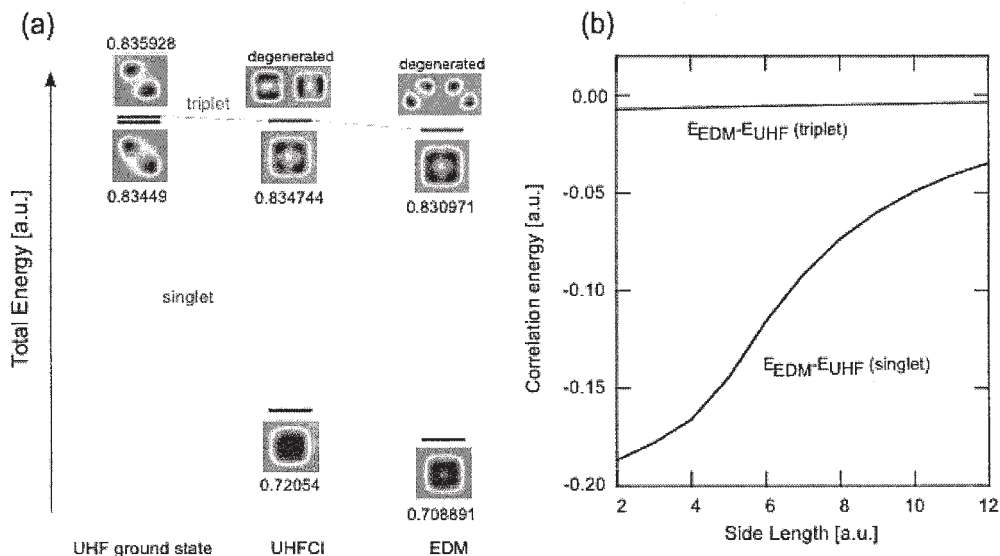 (a)
0.835928
degenerated
degenerated
triplet
0.83449
0.834744
0.830971
singlet
0.72054
0.708891
Total Energy [a.u.]
UHF ground state
UHFCI
EDM
(b)
Correlation energy [a.u.]
0.00
-0.05
-0.10
-0.15
-0.20
EEDM-EUHF (triplet)
EEDM-EUHF (singlet)
2 4 6 8 10 12
Side Length [a.u.]